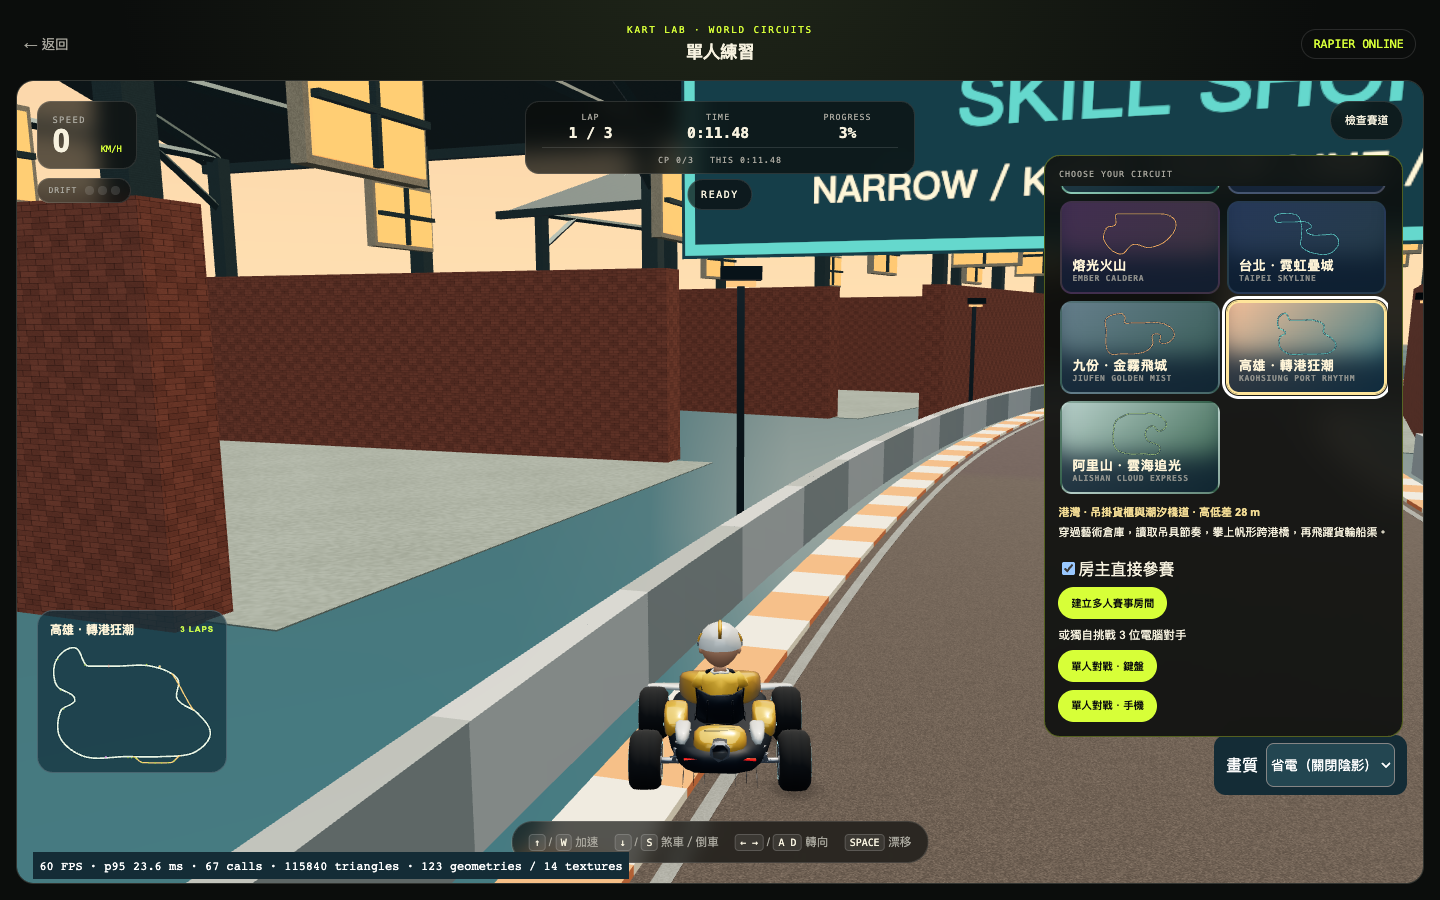 ← 返回
KART LAB · WORLD CIRCUITS
單人練習
RAPIER ONLINE
SPEED
0 KM/H
DRIFT
LAP TIME PROGRESS
1 / 3 0:11.48 3%
CP 0/3 THIS 0:11.48
READY
SKILL
NARROW /
檢查賽道
CHOOSE YOUR CIRCUIT
熔光火山
EMBER CALDERA
台北 · 霓虹疊城
TAIPEI SKYLINE
九份 · 金霧飛城
JIUFEN GOLDEN MIST
高雄 · 轉港狂潮
KAOHSIUNG PORT RHYTHM
阿里山 · 雲海追光
ALISHAN CLOUD EXPRESS
港灣 · 吊掛貨櫃與潮汐橋道 · 高低差 28 m
穿過藝術倉庫，讀取吊具節奏，攀上帆形跨港橋，再飛躍貨輪船渠。
房主直接參賽
建立多人賽事房間
或獨自挑戰 3 位電腦對手
單人對戰 · 鍵盤
單人對戰 · 手機
畫質 省電（關閉陰影）
高雄 · 轉港狂潮 3 LAPS
↑ / W 加速 ↓ / S 煞車 / 倒車 ← → / A D 轉向 SPACE 漂移
60 FPS · p95 23.6 ms · 67 calls · 115840 triangles · 123 geometries / 14 textures